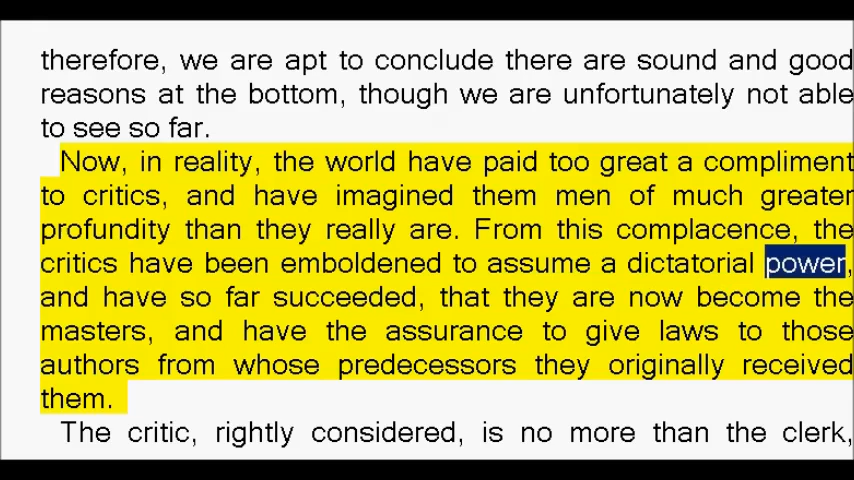 therefore, we are apt to conclude there are sound and good
reasons at the bottom, though we are unfortunately not able
to see so far.
Now, in reality, the world have paid too great a compliment
to critics, and have imagined them men of much greater
profundity than they really are. From this complacence, the
critics have been emboldened to assume a dictatorial power,
and have so far succeeded, that they are now become the
masters, and have the assurance to give laws to those
authors from whose predecessors they originally received
them.
The critic, rightly considered, is no more than the clerk,